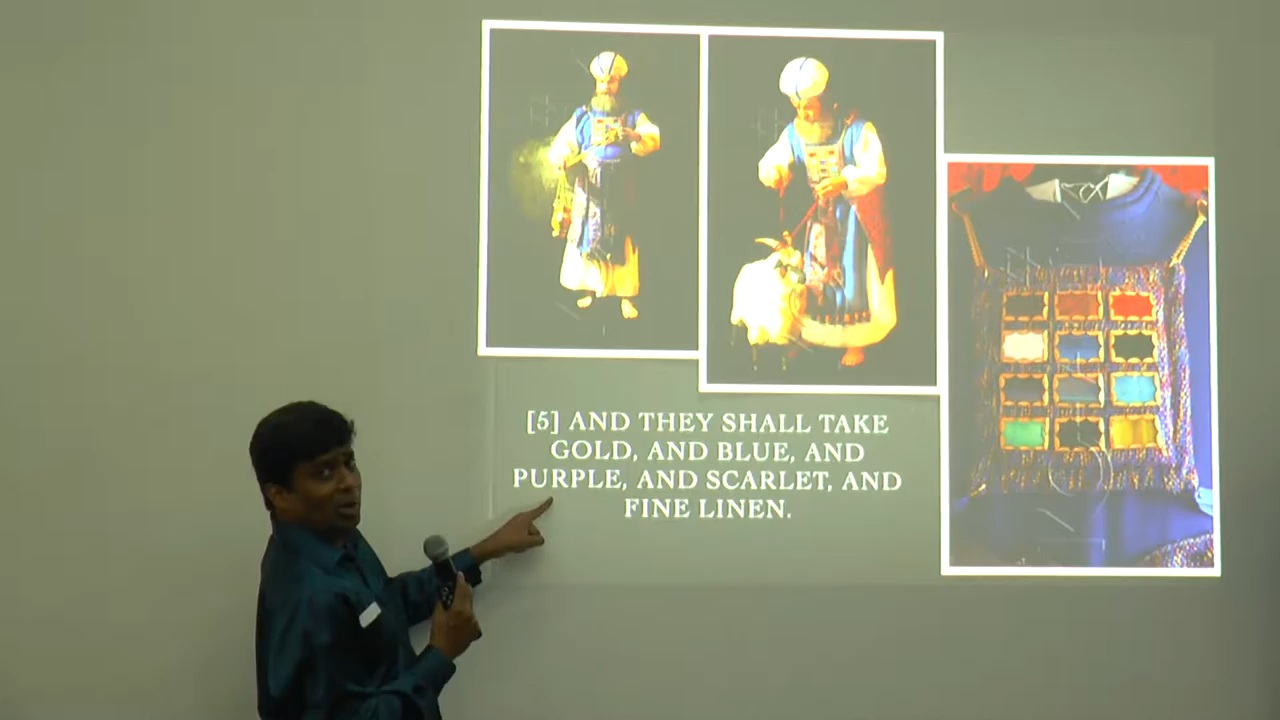 [5] AND THEY SHALL TAKE
GOLD, AND BLUE, AND
PURPLE, AND SCARLET, AND
FINE LINEN.